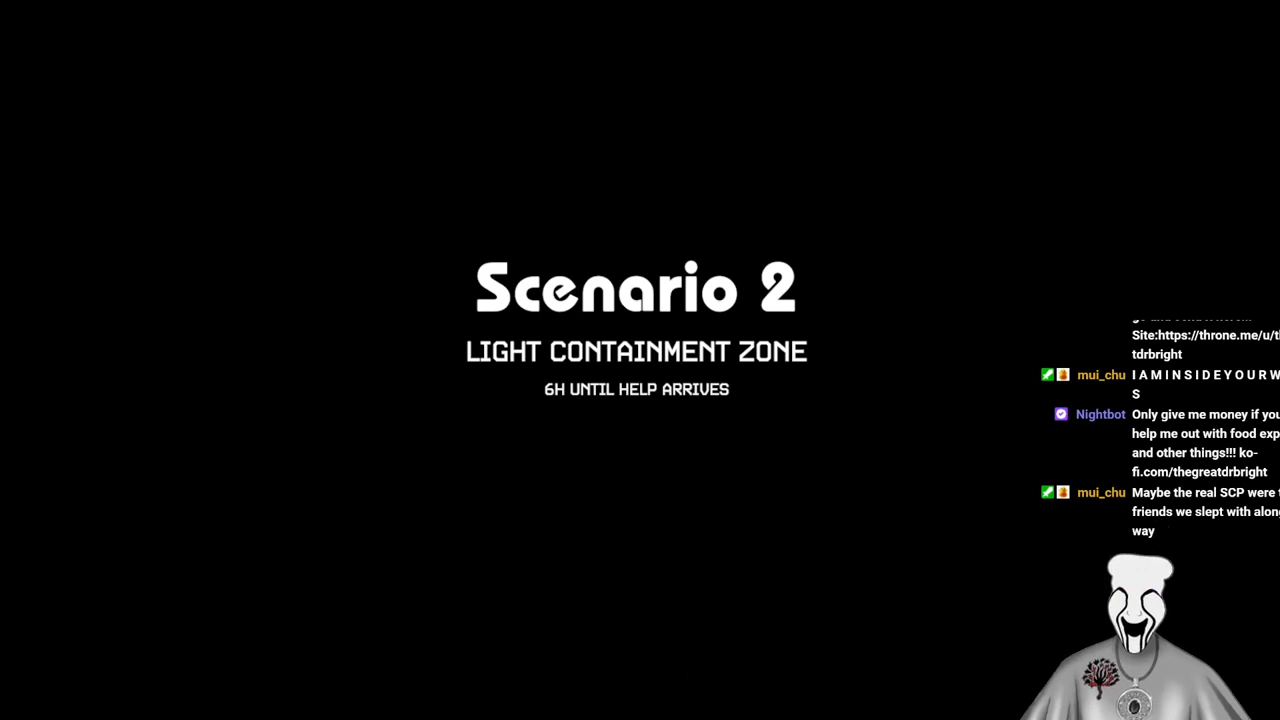 Scenario 2
LIGHT CONTAINMENT ZONE
6H UNTIL HELP ARRIVES
Site:https://throne.me/u/t
tdrbright
mui_chu I A M I N S I D E Y O U R W
S
Nightbot Only give me money if you
help me out with food exp
and other things!!! ko-
fi.com/thegreatdrbright
mui_chu Maybe the real SCP were t
friends we slept with along
way